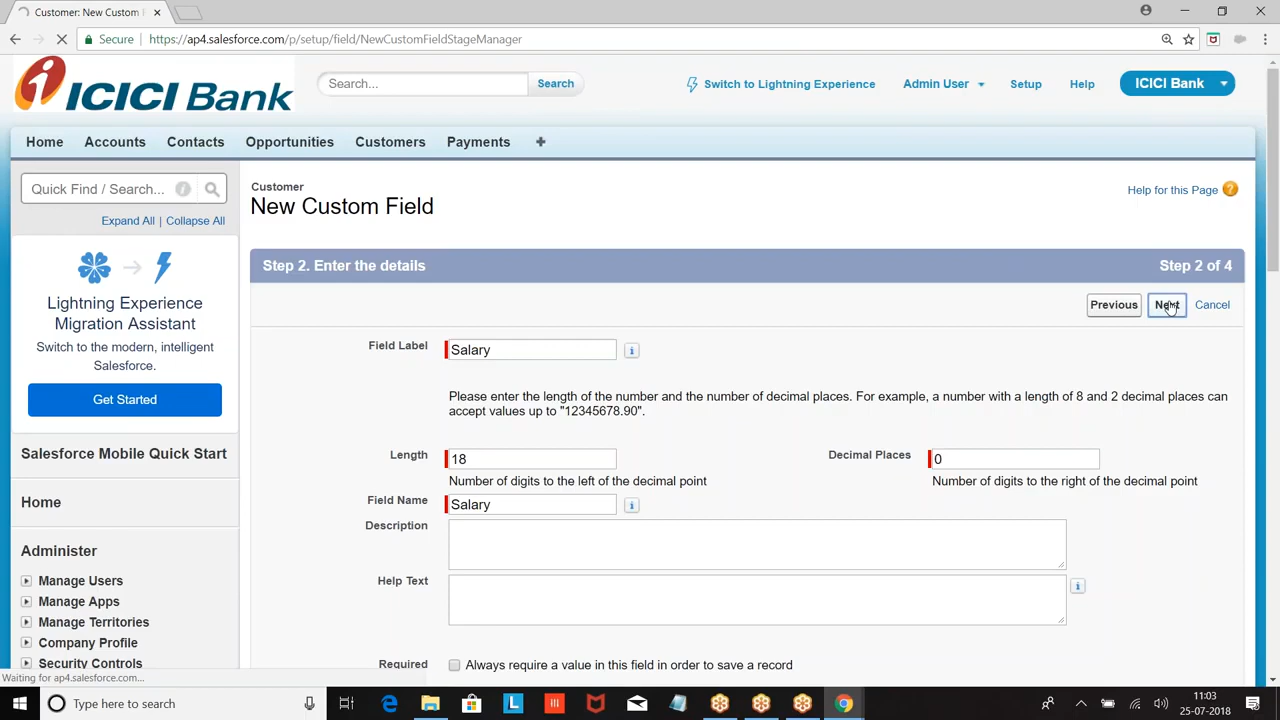 Customer: New Custom F
Secure
https://ap4.salesforce.com/p/setup/field/NewCustomFieldStageManager
ICICI Bank
Search...
Search
Switch to Lightning Experience
Admin User
Setup
Help
ICICI Bank
Home
Accounts
Contacts
Opportunities
Customers
Payments
Quick Find / Search...
Expand All | Collapse All
Lightning Experience
Migration Assistant
Switch to the modern, intelligent
Salesforce.
Get Started
Salesforce Mobile Quick Start
Home
Administer
Manage Users
Manage Apps
Manage Territories
Company Profile
Security Controls
Customer
New Custom Field
Help for this Page
Step 2. Enter the details
Step 2 of 4
Previous
Next
Cancel
Field Label
Salary
Please enter the length of the number and the number of decimal places. For example, a number with a length of 8 and 2 decimal places can
accept values up to "12345678.90".
Length
18
Decimal Places
0
Number of digits to the left of the decimal point
Number of digits to the right of the decimal point
Field Name
Salary
Description
Help Text
Required
Always require a value in this field in order to save a record
Waiting for ap4.salesforce.com...
Type here to search
11:03
25-07-2018